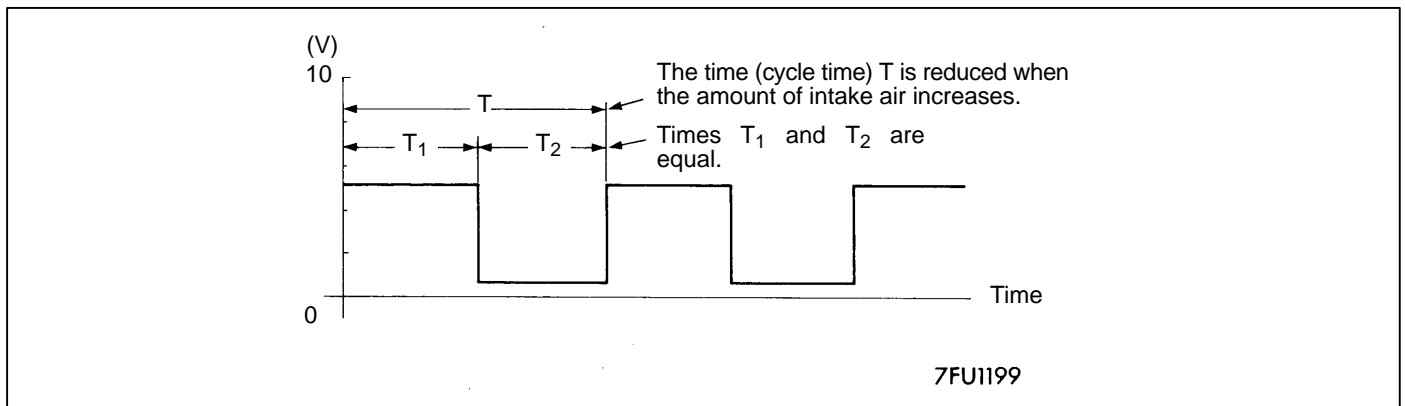 (V)
10
T
The time (cycle time) T is reduced when
the amount of intake air increases.
T1
T2
Times T1 and T2 are
equal.
Time
0
7FU1199